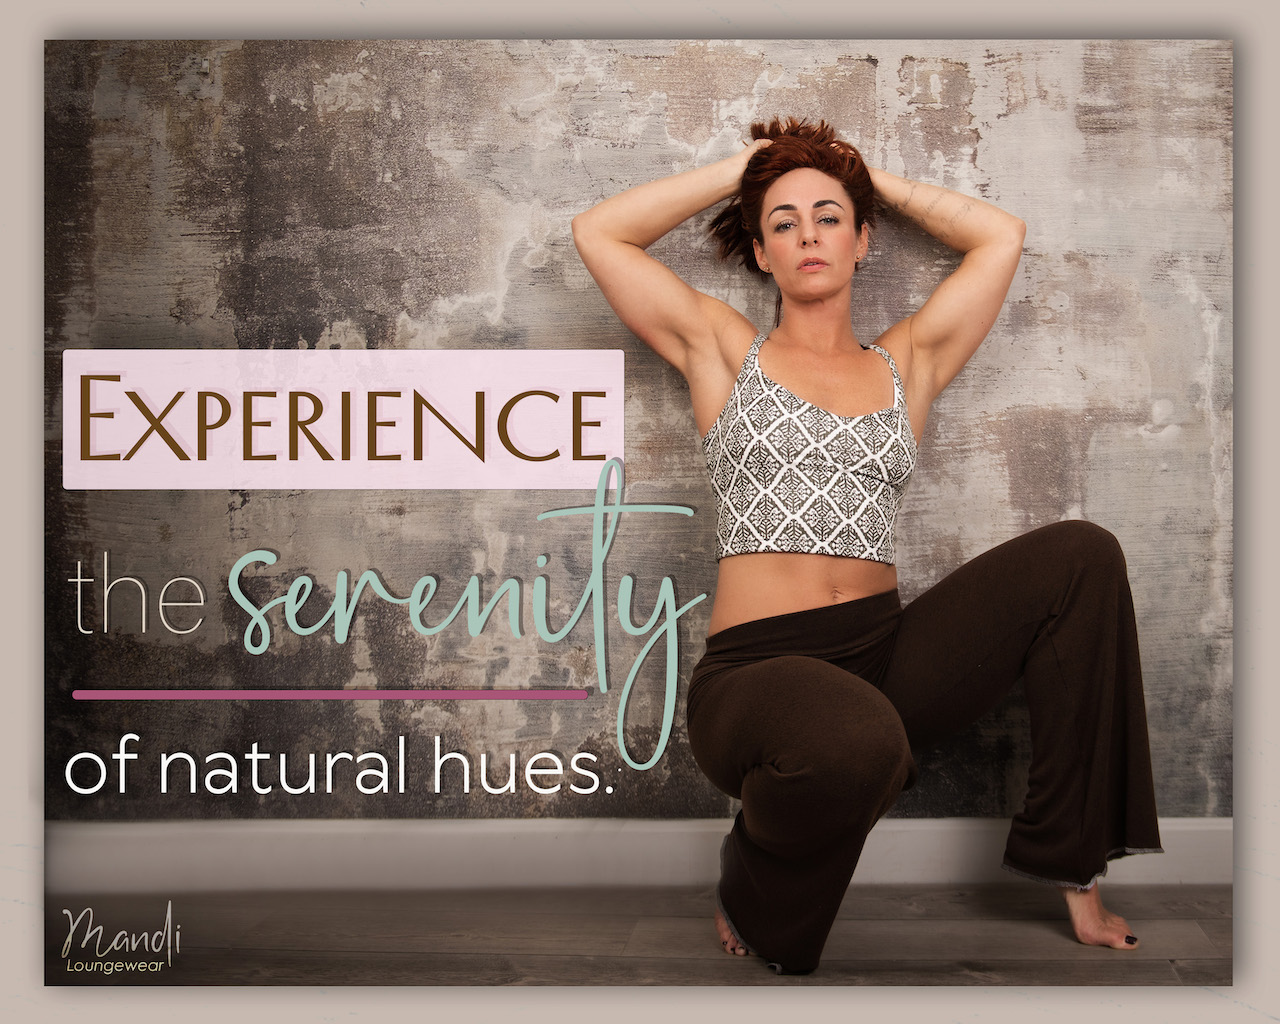 EXPERIENCE
the serenity
of natural hues.
Mandi
Loungewear